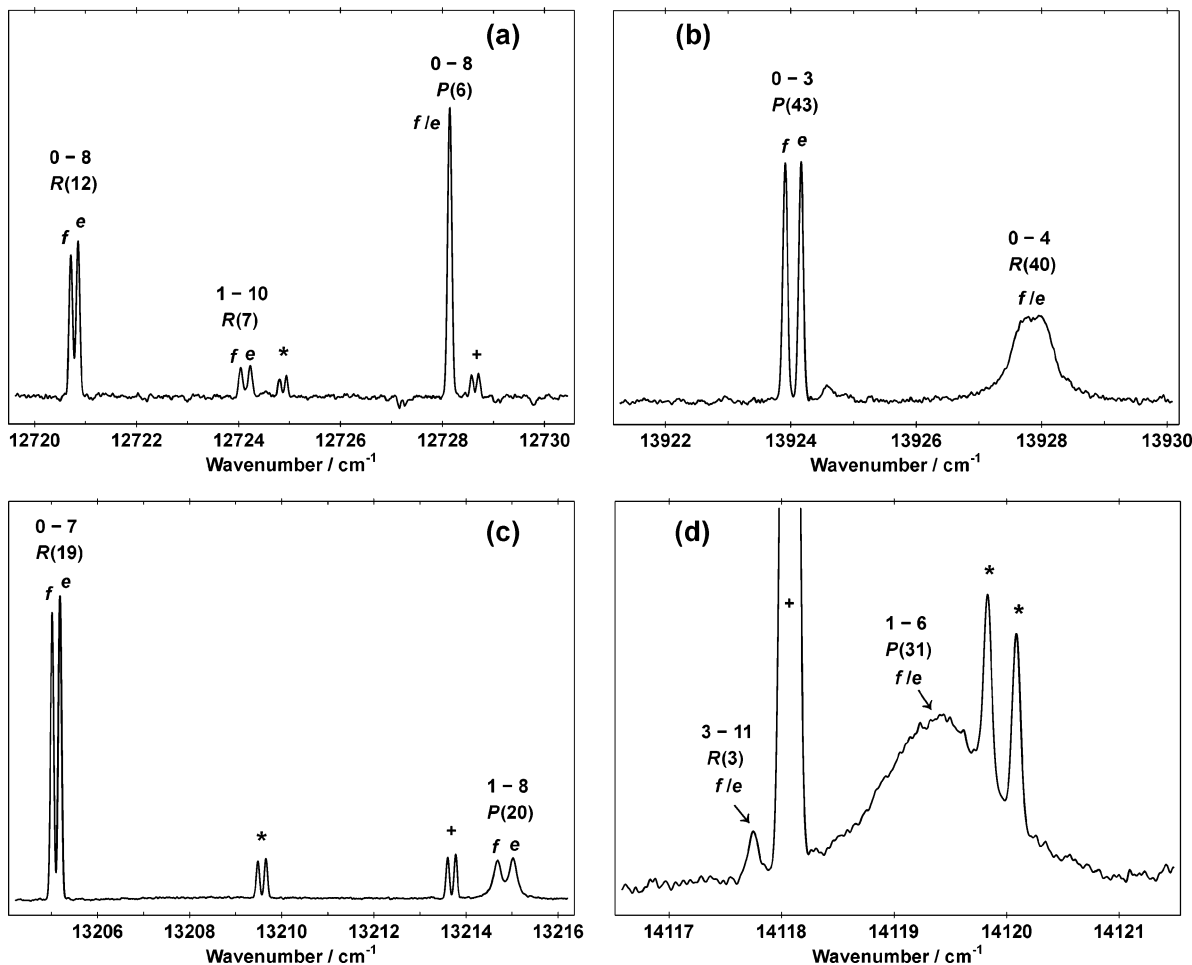 (a)
0 – 8
P(6)
f /e
0 – 8
R(12)
f e
1 – 10
R(7)
f e *
+
12720 12722 12724 12726 12728 12730
Wavenumber / cm-1
(b)
0 – 3
P(43)
f e
0 – 4
R(40)
f /e
13922 13924 13926 13928 13930
Wavenumber / cm-1
(c)
0 – 7
R(19)
f e
*
+
1 – 8
P(20)
f e
13206 13208 13210 13212 13214 13216
Wavenumber / cm-1
(d)
*
+
*
1 – 6
P(31)
f /e
3 – 11
R(3)
f /e
14117 14118 14119 14120 14121
Wavenumber / cm-1